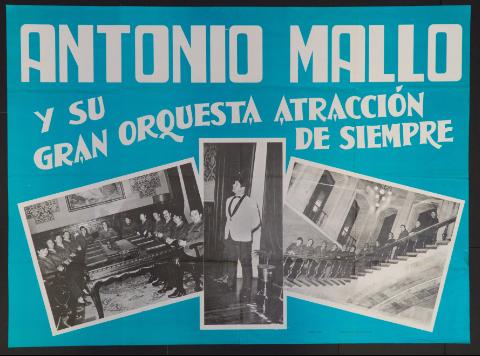 ANTONIO MALLO
Y SU
GRAN ORQUESTA ATRACCIÓN
DE SIEMPRE